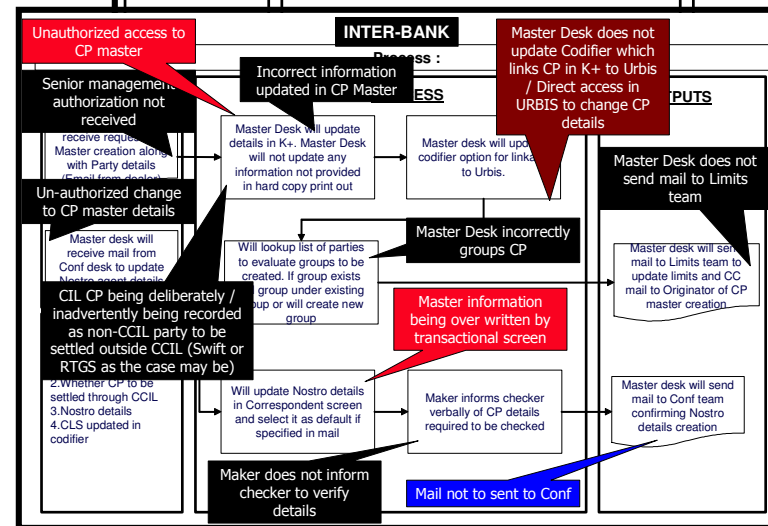 INTER-BANK
Process :
Unauthorized access to
CP master
Incorrect information
updated in CP Master
Master Desk does not
update Codifier which
links CP in K+ to Urbis
/ Direct access in
URBIS to change CP
details
Senior management
authorization not
received
receive
Master creation along
with Party details
(Email from dealer)
Master Desk will update
details in K+. Master Desk
will not update any
information not provided
in hard copy print out
Master desk will
codifier option for
to Urbis.
Master Desk does not
send mail to Limits
team
Un-authorized change
to CP master details
Master desk will
receive mail from
Conf desk to update
Nostro agent details
Master Desk incorrectly
groups CP
Will lookup list of parties
to evaluate groups to be
created. If group exists
group under existing
or will create new
group
Master desk will
mail to Limits team to
update limits and CC
mail to Originator of CP
master creation
CIL CP being deliberately /
inadvertently being recorded
as non-CCIL party to be
settled outside CCIL (Swift or
RTGS as the case may be)
Master information
being over written by
transactional screen
2.Whether CP to be
settled through CCIL
3.Nostro details
4.CLS updated in
codifier
Will update Nostro details
in Correspondent screen
and select it as default if
specified in mail
Maker informs checker
verbally of CP details
required to be checked
Master desk will send
mail to Conf team
confirming Nostro
details creation
Maker does not inform
checker to verify
details
Mail not to sent to Conf